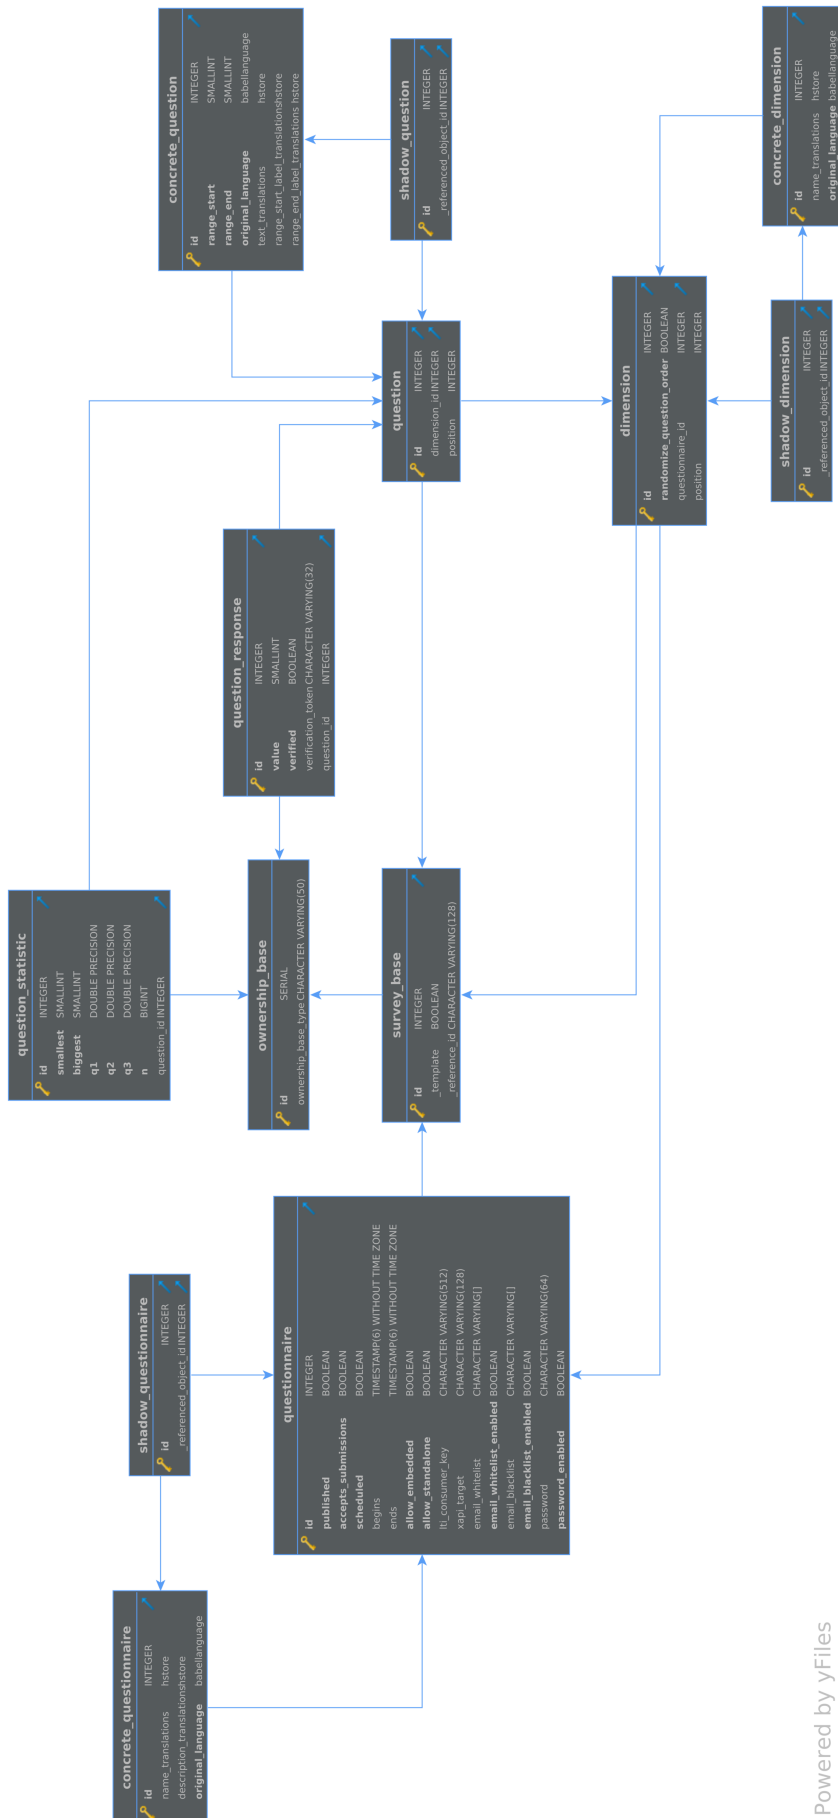 concrete_questionnaire
id INTEGER
name_translations hstore
description_translationshstore
original_language babellanguage
shadow_questionnaire
id INTEGER
_referenced_object_id INTEGER
questionnaire
id INTEGER
published BOOLEAN
accepts_submissions BOOLEAN
scheduled BOOLEAN
begins TIMESTAMP(6) WITHOUT TIME ZONE
ends TIMESTAMP(6) WITHOUT TIME ZONE
allow_embedded BOOLEAN
allow_standalone BOOLEAN
lti_consumer_key CHARACTER VARYING(512)
xapi_target CHARACTER VARYING(128)
email_whitelist CHARACTER VARYING[]
email_whitelist_enabled BOOLEAN
email_blacklist CHARACTER VARYING[]
email_blacklist_enabled BOOLEAN
password CHARACTER VARYING(64)
password_enabled BOOLEAN
question_statistic
id INTEGER
smallest SMALLINT
biggest SMALLINT
q1 DOUBLE PRECISION
q2 DOUBLE PRECISION
q3 DOUBLE PRECISION
n BIGINT
question_id INTEGER
ownership_base
id SERIAL
ownership_base_type CHARACTER VARYING(50)
survey_base
id INTEGER
_template BOOLEAN
_reference_id CHARACTER VARYING(128)
question_response
id INTEGER
value SMALLINT
verified BOOLEAN
verification_token CHARACTER VARYING(32)
question_id INTEGER
concrete_question
id INTEGER
range_start SMALLINT
range_end SMALLINT
original_language babellanguage
text_translations hstore
range_start_label_translationshstore
range_end_label_translations hstore
shadow_question
id INTEGER
_referenced_object_id INTEGER
question
id INTEGER
dimension_id INTEGER
position INTEGER
dimension
id INTEGER
randomize_question_order BOOLEAN
questionnaire_id INTEGER
position INTEGER
concrete_dimension
id INTEGER
name_translations hstore
original_language babellanguage
shadow_dimension
id INTEGER
_referenced_object_id INTEGER
Powered by yFiles